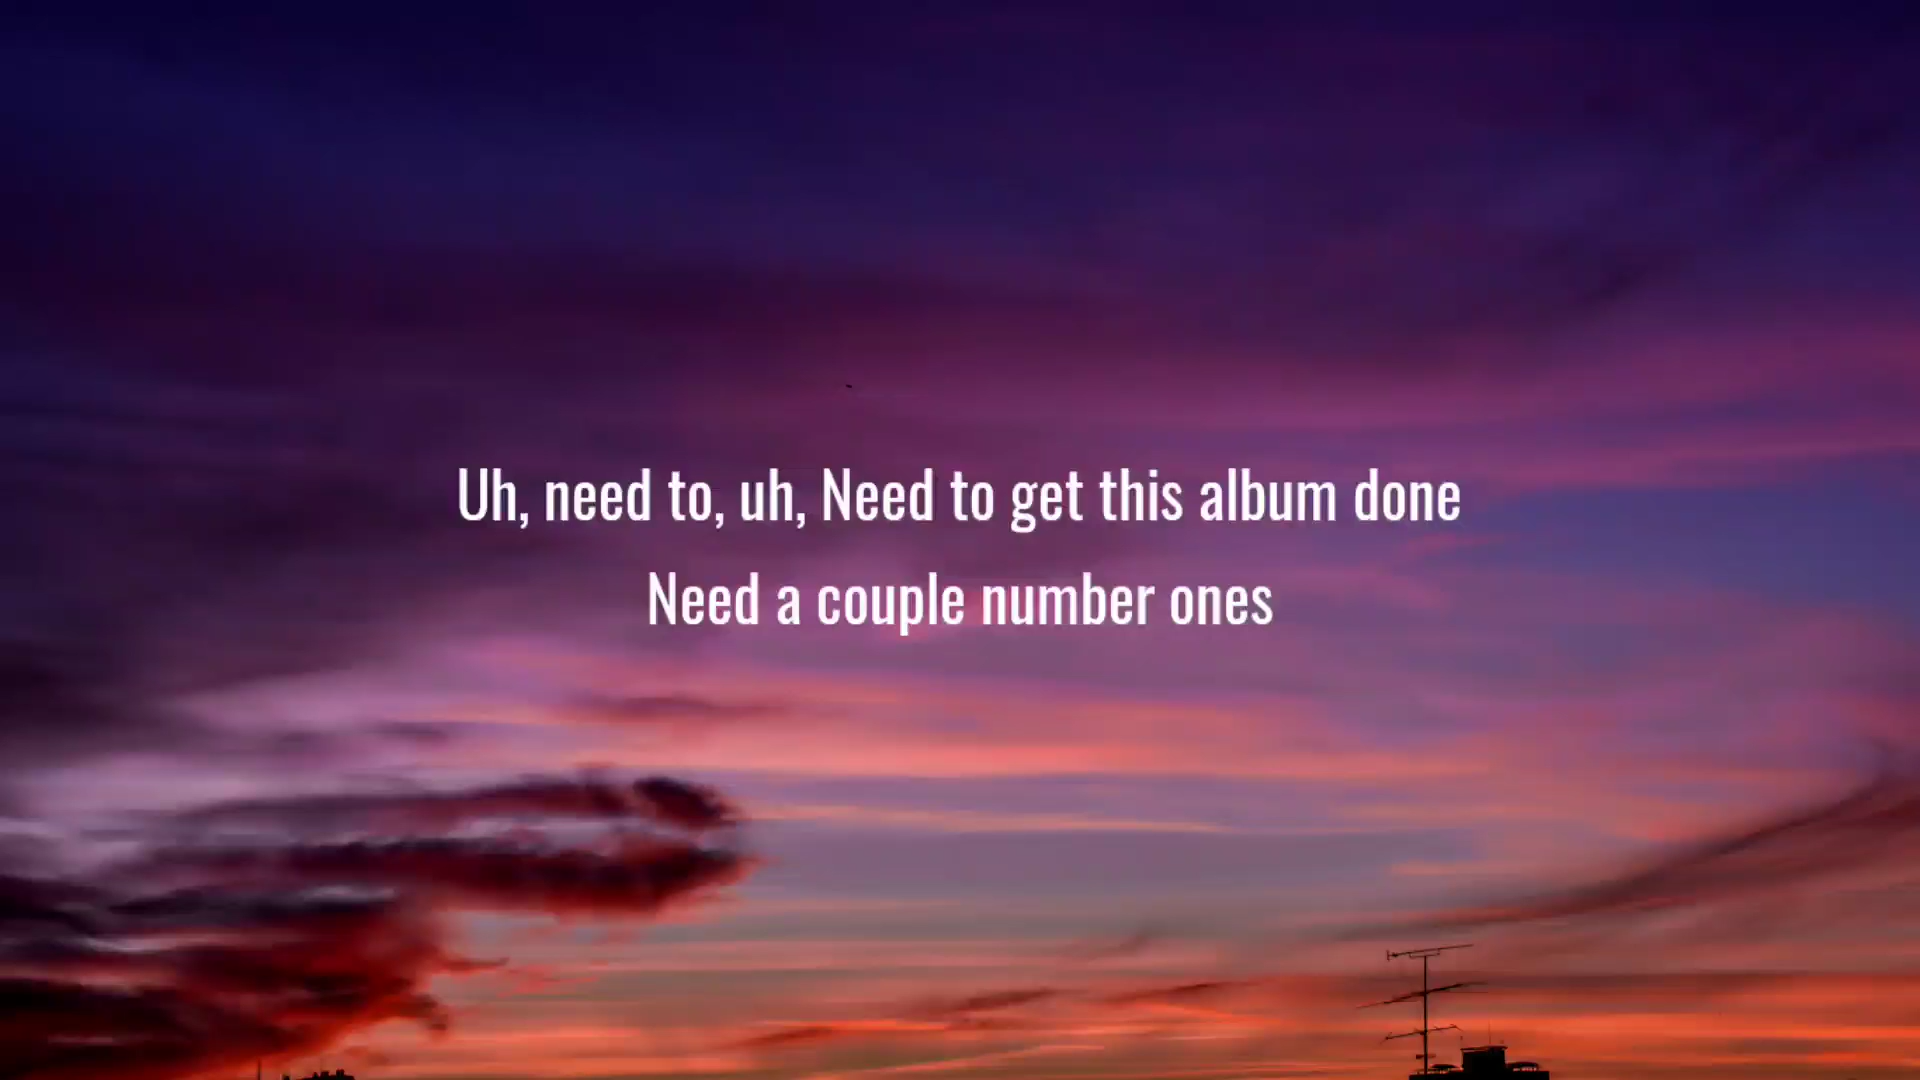 Uh, need to, uh, Need to get this album done
Need a couple number ones